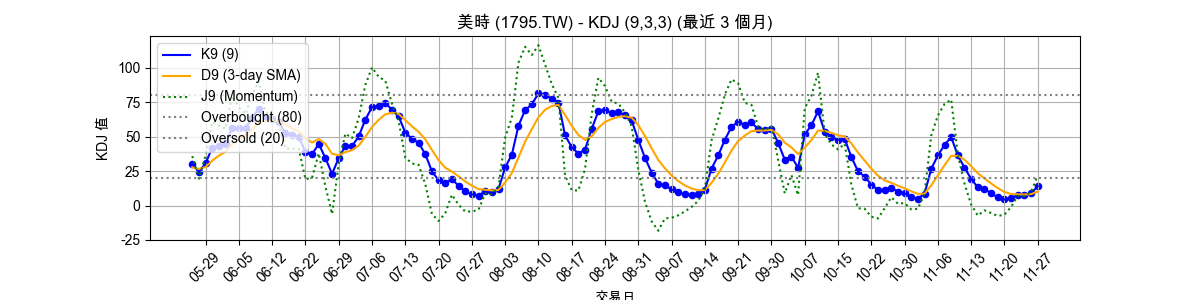 美時 (1795.TW) - KDJ (9,3,3) (最近 3 個月)
K9 (9)
D9 (3-day SMA)
J9 (Momentum)
Overbought (80)
Oversold (20)
KDJ 值
100
75
50
25
0
-25
05-29 06-05 06-12 06-22 06-29 07-06 07-13 07-20 07-27 08-03 08-10 08-17 08-24 08-31 09-07 09-14 09-21 09-30 10-07 10-15 10-22 10-30 11-06 11-13 11-20 11-27
交易日